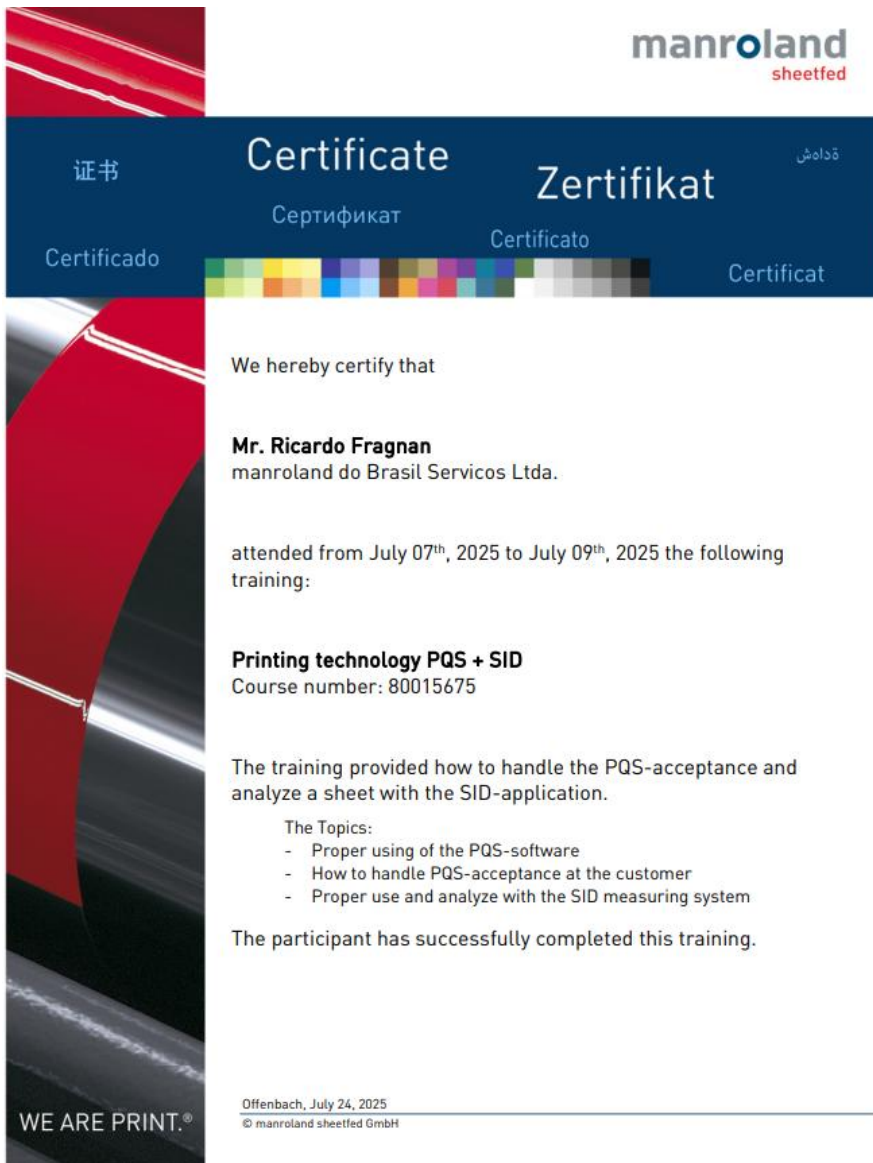 manroland
sheetfed
证书
Certificate
Zertifikat
ةداهش
Сертификат
Certificato
Certificado
Certificat
We hereby certify that
Mr. Ricardo Fragnan
manroland do Brasil Servicos Ltda.
attended from July 07th, 2025 to July 09th, 2025 the following
training:
Printing technology PQS + SID
Course number: 80015675
The training provided how to handle the PQS-acceptance and
analyze a sheet with the SID-application.
The Topics:
- Proper using of the PQS-software
- How to handle PQS-acceptance at the customer
- Proper use and analyze with the SID measuring system
The participant has successfully completed this training.
Offenbach, July 24, 2025
© manroland sheetfed GmbH
WE ARE PRINT.®